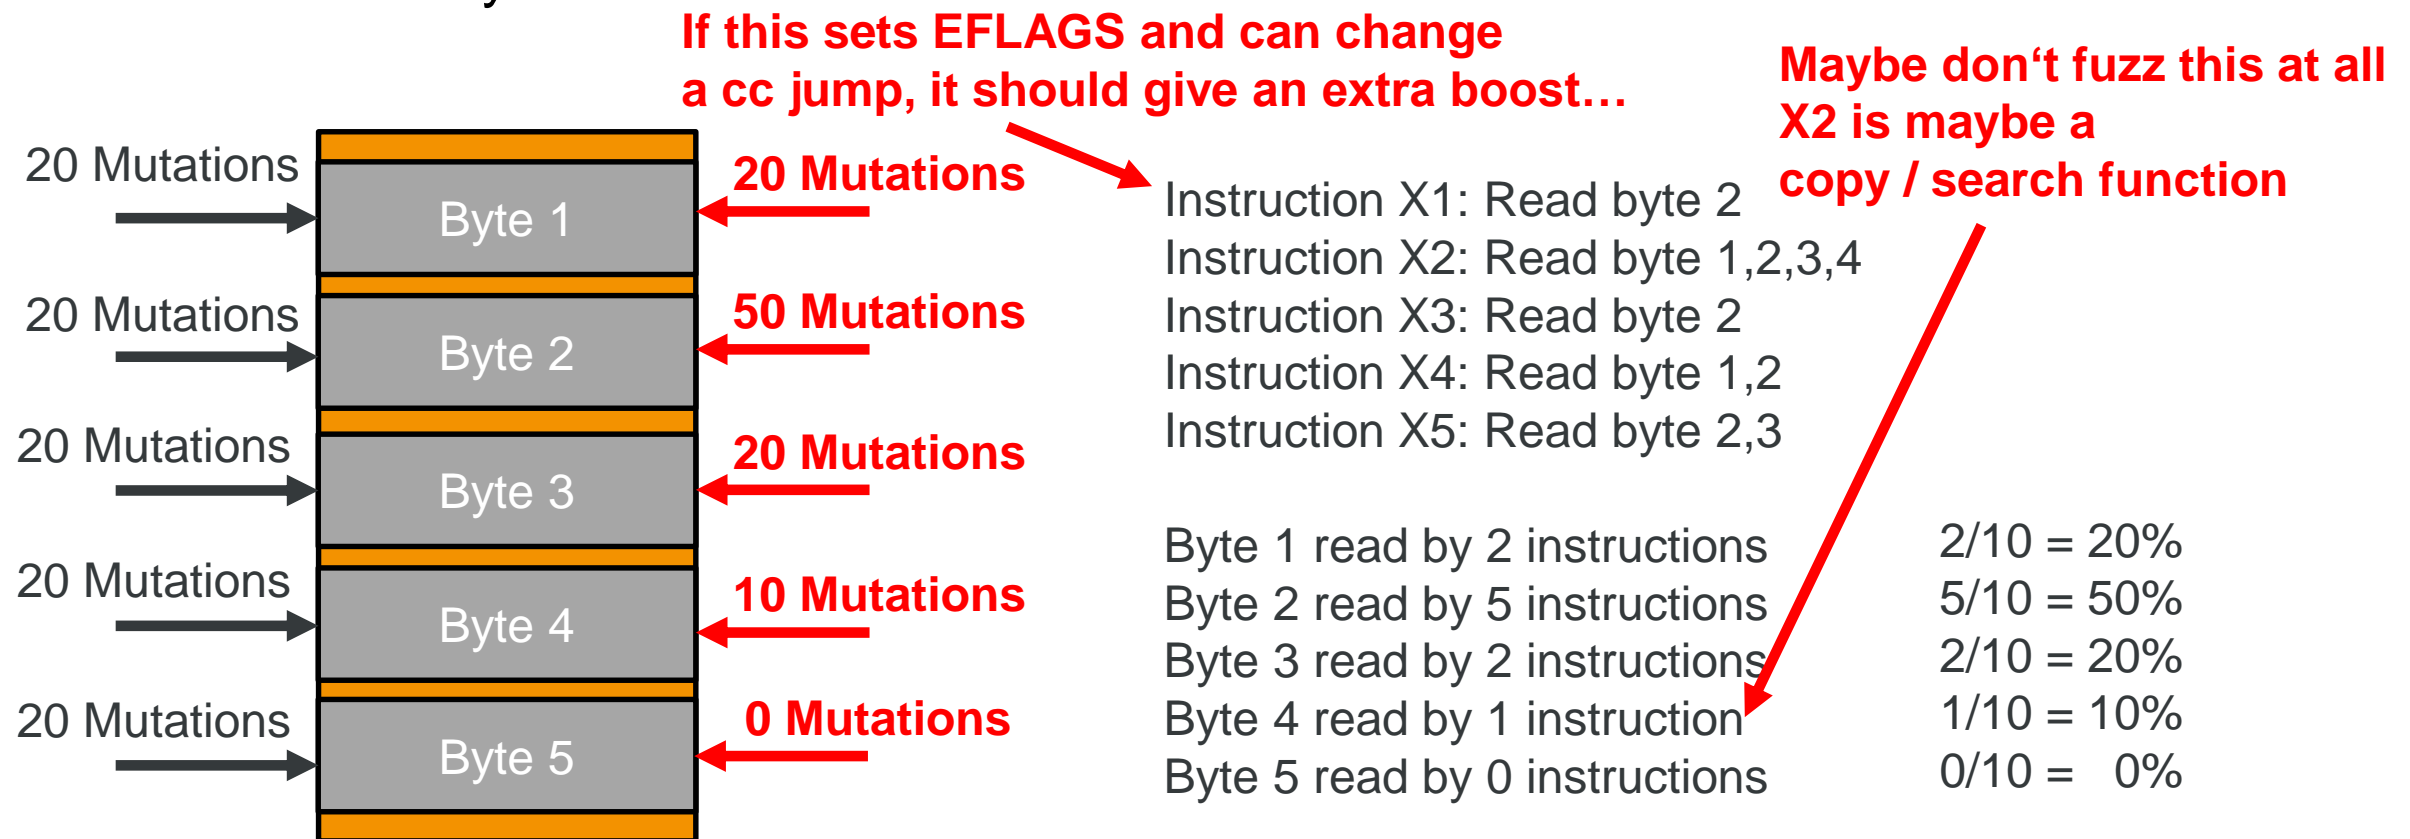 If this sets EFLAGS and can change
a cc jump, it should give an extra boost…
Maybe don‘t fuzz this at all
X2 is maybe a
copy / search function
20 Mutations
20 Mutations
20 Mutations
20 Mutations
20 Mutations
Byte 1
Byte 2
Byte 3
Byte 4
Byte 5
20 Mutations
50 Mutations
20 Mutations
10 Mutations
0 Mutations
Instruction X1: Read byte 2
Instruction X2: Read byte 1,2,3,4
Instruction X3: Read byte 2
Instruction X4: Read byte 1,2
Instruction X5: Read byte 2,3
Byte 1 read by 2 instructions 2/10 = 20%
Byte 2 read by 5 instructions 5/10 = 50%
Byte 3 read by 2 instructions 2/10 = 20%
Byte 4 read by 1 instruction 1/10 = 10%
Byte 5 read by 0 instructions 0/10 = 0%